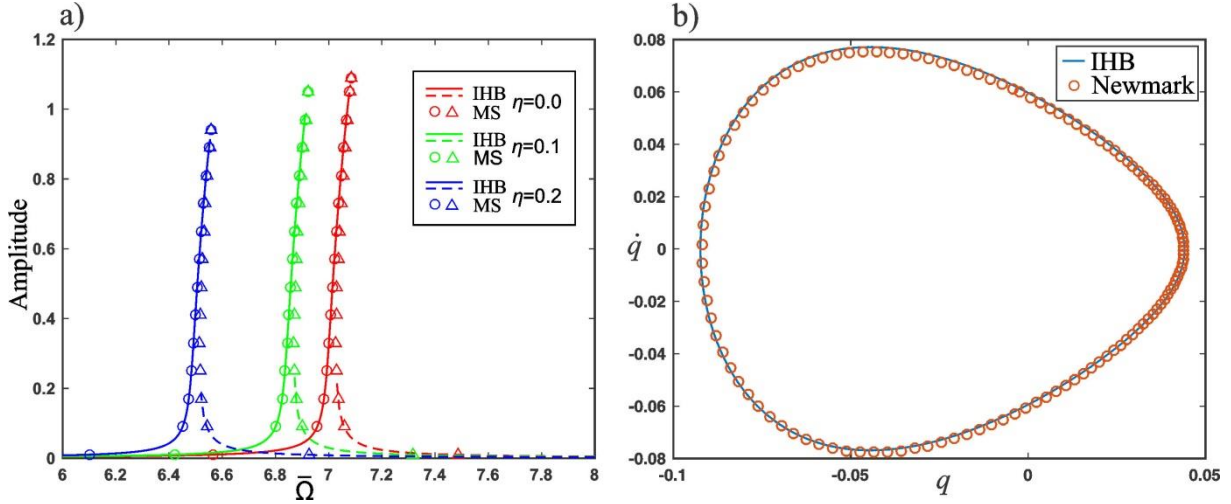 a)
1.2
1
0.8
0.6
0.4
0.2
0
Amplitude
IHB
MS
η=0.0
IHB
MS
η=0.1
IHB
MS
η=0.2
6 6.2 6.4 6.6 6.8 7 7.2 7.4 7.6 7.8 8
Ω̅
b)
0.08
0.06
0.04
0.02
0
-0.02
-0.04
-0.06
-0.08
q̇
IHB
Newmark
-0.1 -0.05 0 0.05
q